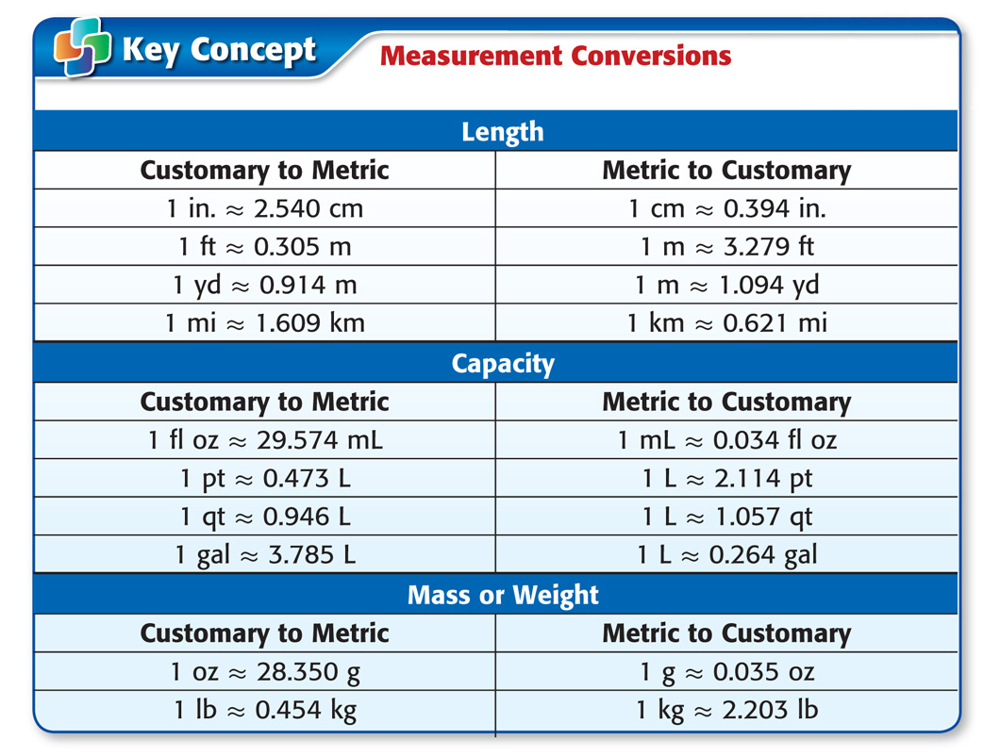 Key Concept Measurement Conversions
Length
Customary to Metric Metric to Customary
1 in. ≈ 2.540 cm 1 cm ≈ 0.394 in.
1 ft ≈ 0.305 m 1 m ≈ 3.279 ft
1 yd ≈ 0.914 m 1 m ≈ 1.094 yd
1 mi ≈ 1.609 km 1 km ≈ 0.621 mi
Capacity
Customary to Metric Metric to Customary
1 fl oz ≈ 29.574 mL 1 mL ≈ 0.034 fl oz
1 pt ≈ 0.473 L 1 L ≈ 2.114 pt
1 qt ≈ 0.946 L 1 L ≈ 1.057 qt
1 gal ≈ 3.785 L 1 L ≈ 0.264 gal
Mass or Weight
Customary to Metric Metric to Customary
1 oz ≈ 28.350 g 1 g ≈ 0.035 oz
1 lb ≈ 0.454 kg 1 kg ≈ 2.203 lb